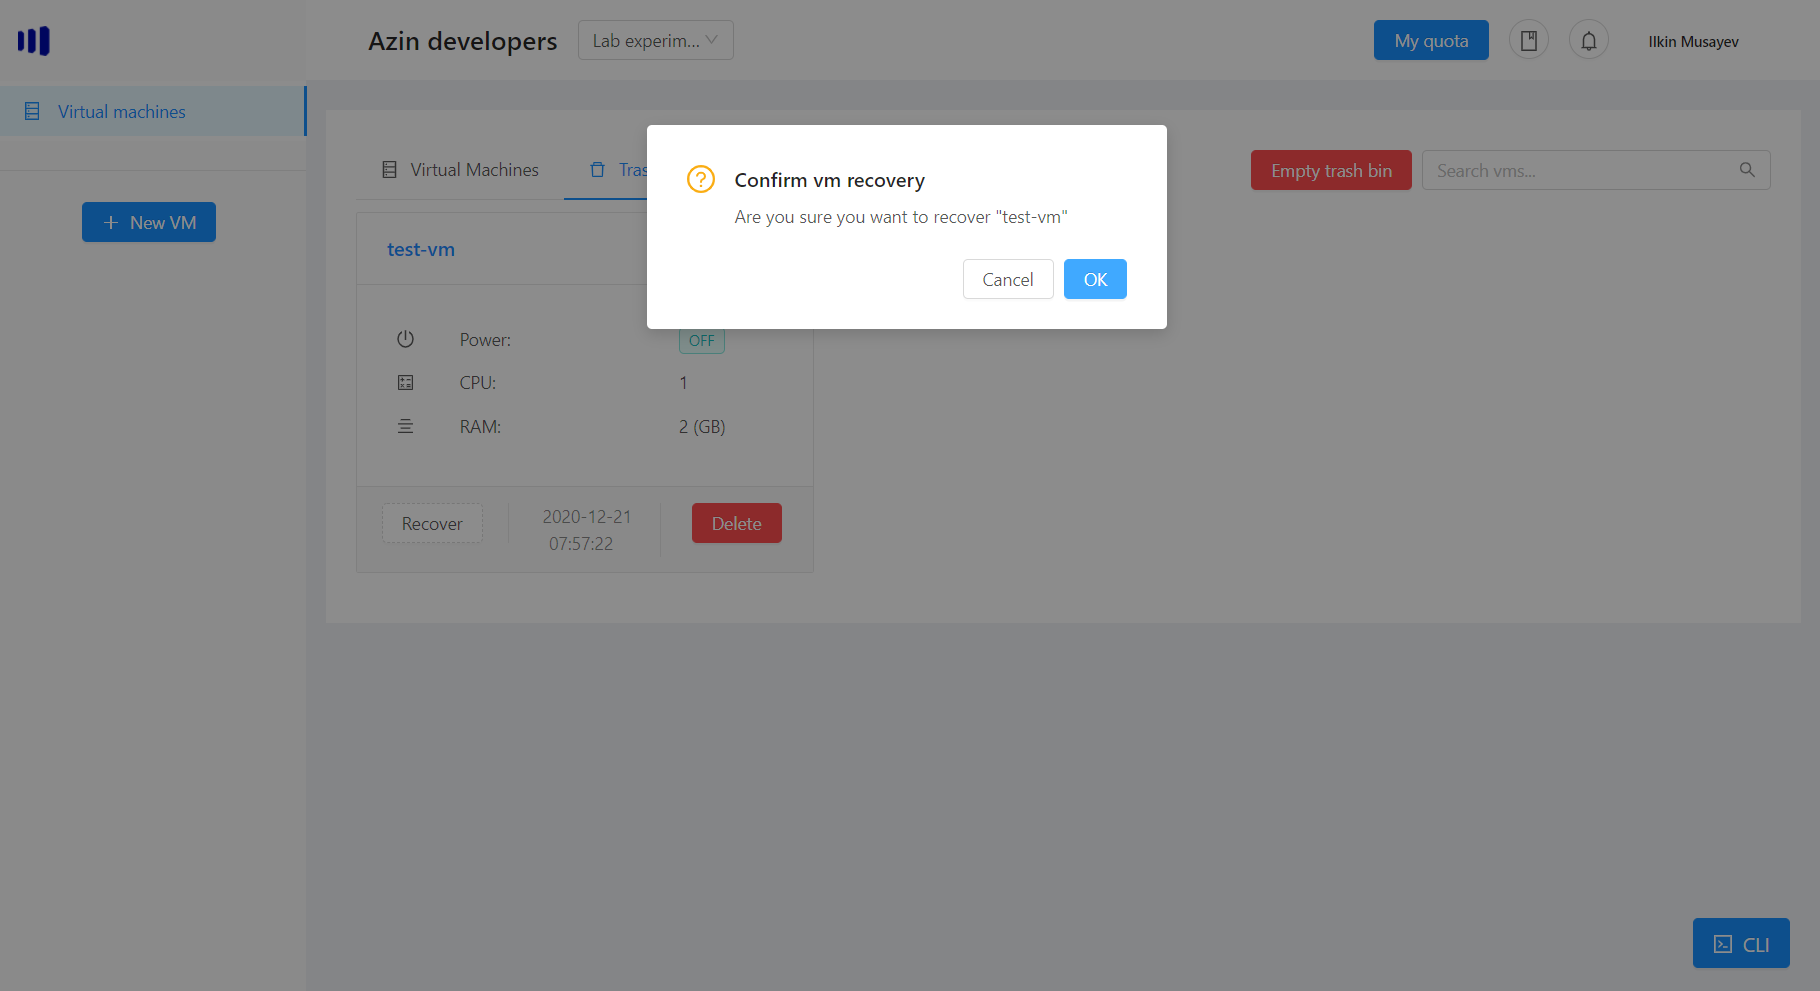 Azin developers
Lab experim...
My quota
Ilkin Musayev
Virtual machines
New VM
Virtual Machines
Tras
Empty trash bin
Search vms...
Confirm vm recovery
Are you sure you want to recover "test-vm"
Cancel
OK
test-vm
Power:
OFF
CPU:
1
RAM:
2 (GB)
Recover
2020-12-21
07:57:22
Delete
CLI